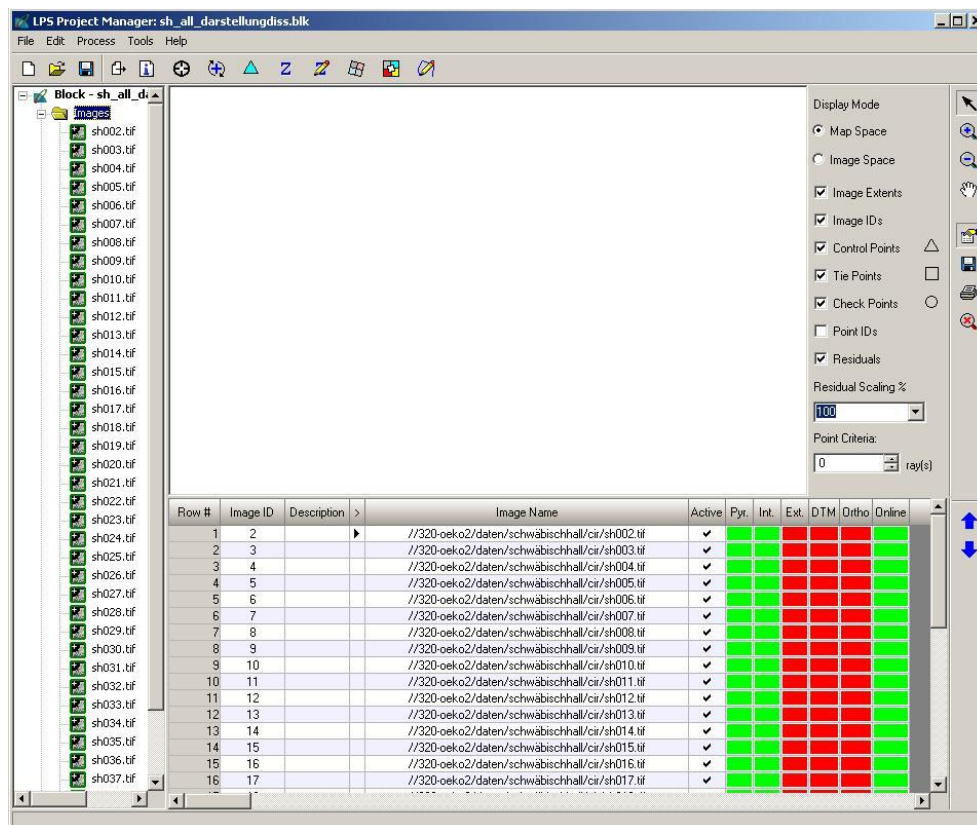 LPS Project Manager: sh_all_darstellungdiss.blk
File Edit Process Tools Help
Block - sh_all_d
Images
sh002.tif
sh003.tif
sh004.tif
sh005.tif
sh006.tif
sh007.tif
sh008.tif
sh009.tif
sh010.tif
sh011.tif
sh012.tif
sh013.tif
sh014.tif
sh015.tif
sh016.tif
sh017.tif
sh018.tif
sh019.tif
sh020.tif
sh021.tif
sh022.tif
sh023.tif
sh024.tif
sh025.tif
sh026.tif
sh027.tif
sh028.tif
sh029.tif
sh030.tif
sh031.tif
sh032.tif
sh033.tif
sh034.tif
sh035.tif
sh036.tif
sh037.tif
Display Mode
Map Space
Image Space
Image Extents
Image IDs
Control Points
Tie Points
Check Points
Point IDs
Residuals
Residual Scaling %
100
Point Criteria:
0 ray(s)
Row # Image ID Description > Image Name Active Pyr. Int. Ext. DTM Ortho Online
1 2 //320-oeko2/daten/schwäbischhall/cir/sh002.tif
2 3 //320-oeko2/daten/schwäbischhall/cir/sh003.tif
3 4 //320-oeko2/daten/schwäbischhall/cir/sh004.tif
4 5 //320-oeko2/daten/schwäbischhall/cir/sh005.tif
5 6 //320-oeko2/daten/schwäbischhall/cir/sh006.tif
6 7 //320-oeko2/daten/schwäbischhall/cir/sh007.tif
7 8 //320-oeko2/daten/schwäbischhall/cir/sh008.tif
8 9 //320-oeko2/daten/schwäbischhall/cir/sh009.tif
9 10 //320-oeko2/daten/schwäbischhall/cir/sh010.tif
10 11 //320-oeko2/daten/schwäbischhall/cir/sh011.tif
11 12 //320-oeko2/daten/schwäbischhall/cir/sh012.tif
12 13 //320-oeko2/daten/schwäbischhall/cir/sh013.tif
13 14 //320-oeko2/daten/schwäbischhall/cir/sh014.tif
14 15 //320-oeko2/daten/schwäbischhall/cir/sh015.tif
15 16 //320-oeko2/daten/schwäbischhall/cir/sh016.tif
16 17 //320-oeko2/daten/schwäbischhall/cir/sh017.tif